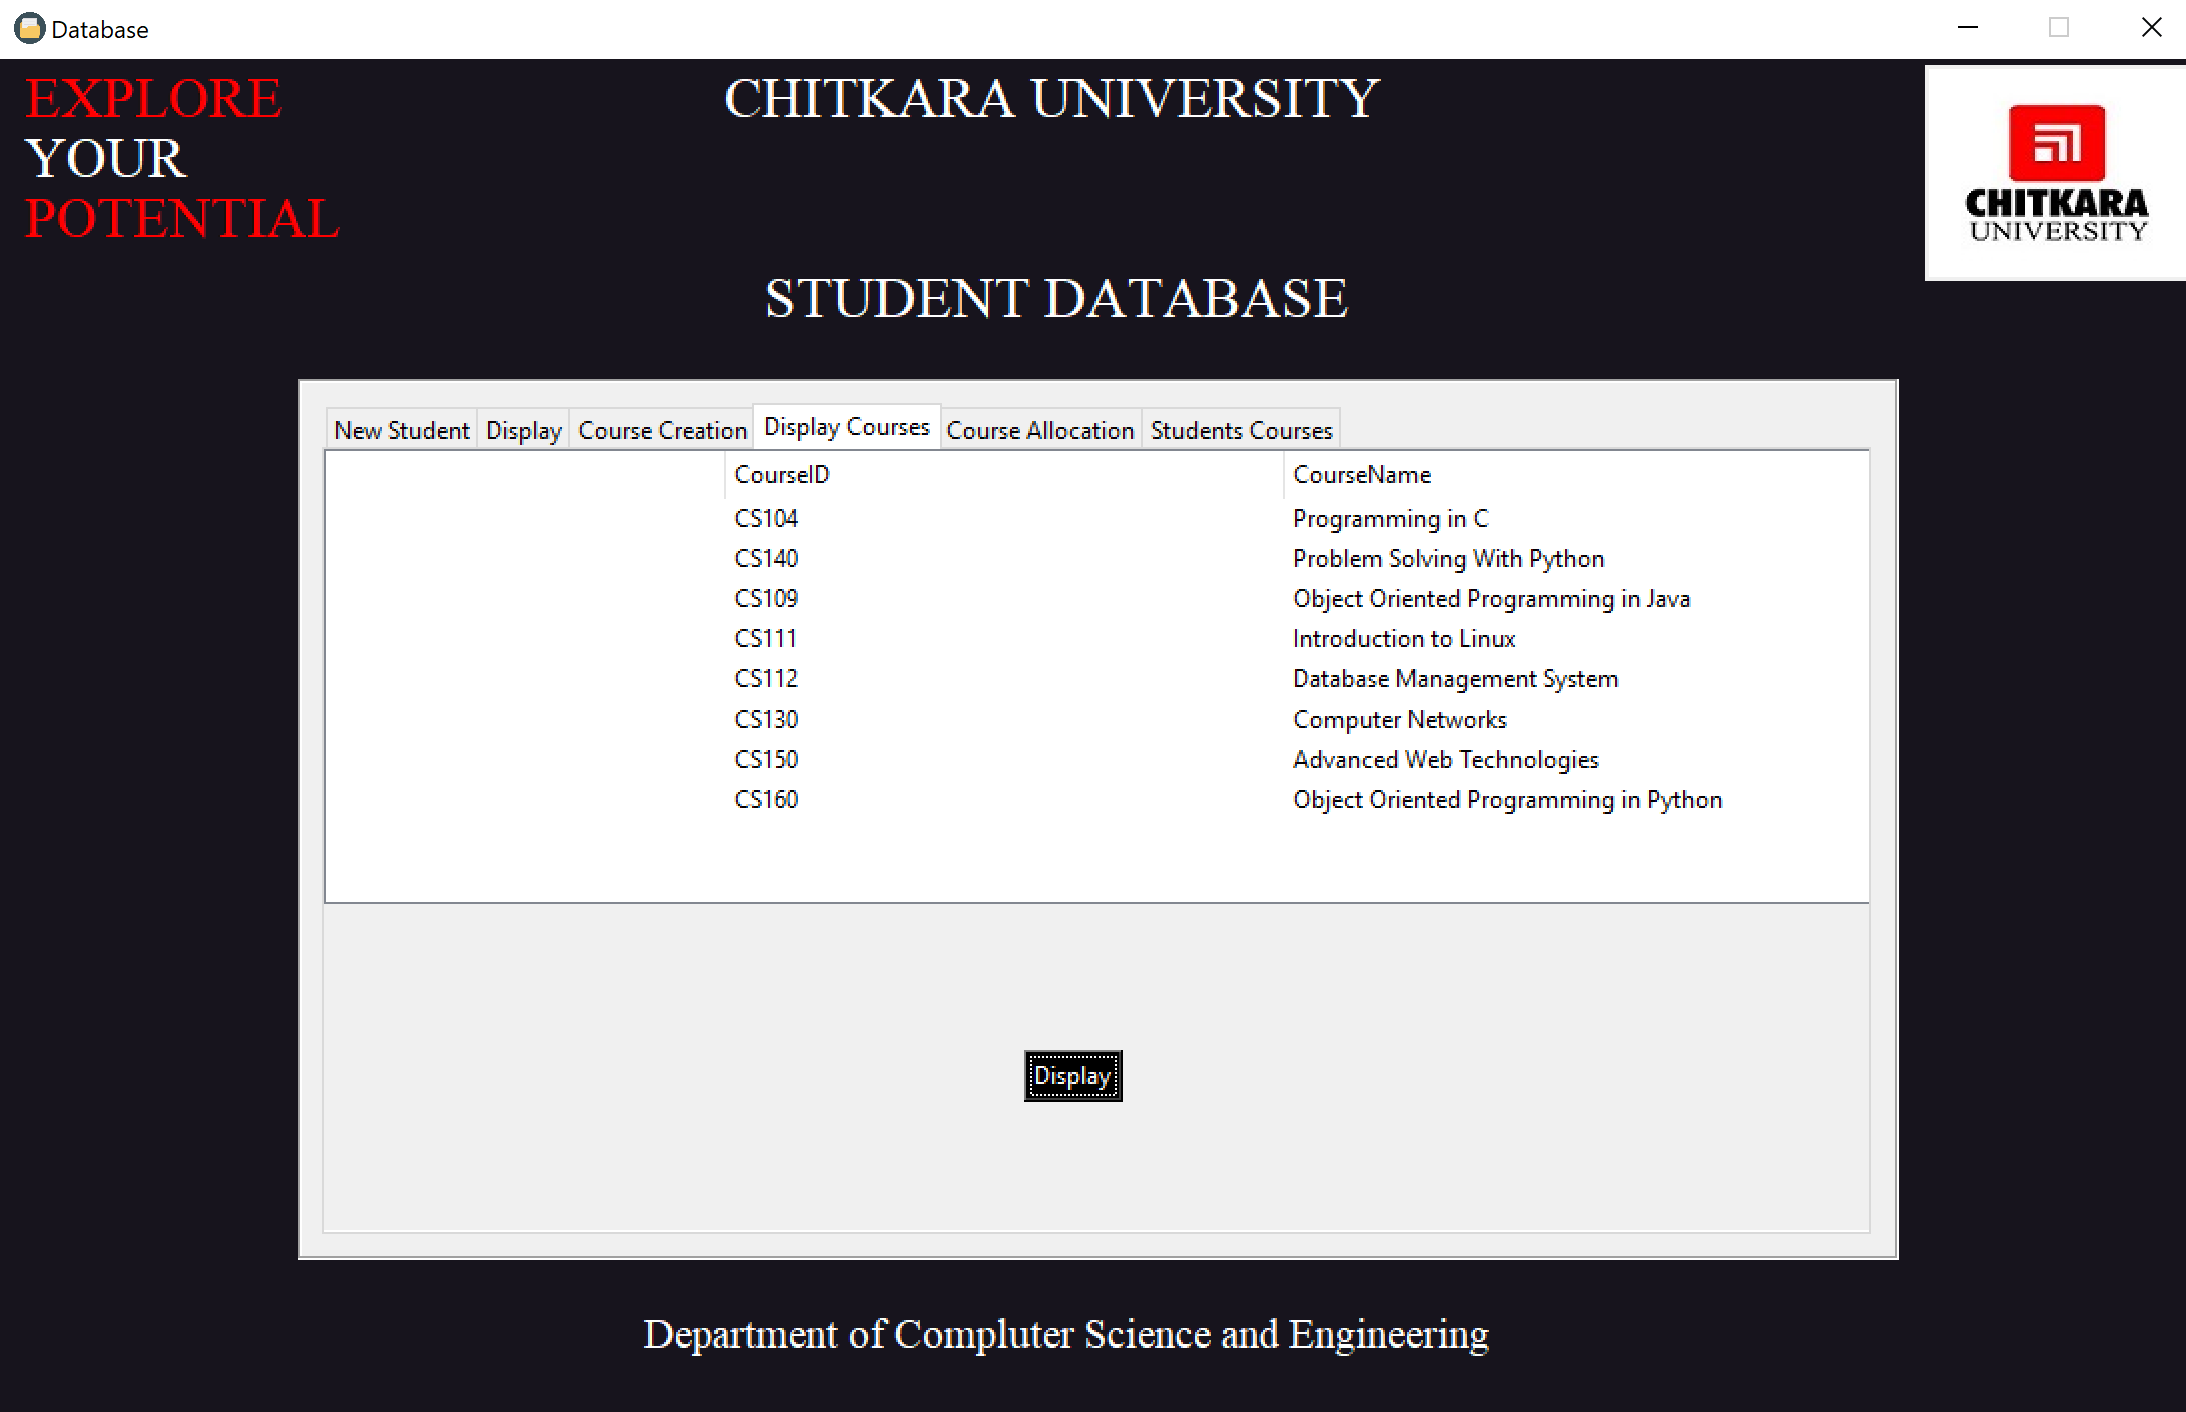 Database
EXPLORE
YOUR
POTENTIAL
CHITKARA UNIVERSITY
CHITKARA
UNIVERSITY
STUDENT DATABASE
New Student Display Course Creation Display Courses Course Allocation Students Courses
CourseID CourseName
CS104 Programming in C
CS140 Problem Solving With Python
CS109 Object Oriented Programming in Java
CS111 Introduction to Linux
CS112 Database Management System
CS130 Computer Networks
CS150 Advanced Web Technologies
CS160 Object Oriented Programming in Python
Display
Department of Compluter Science and Engineering